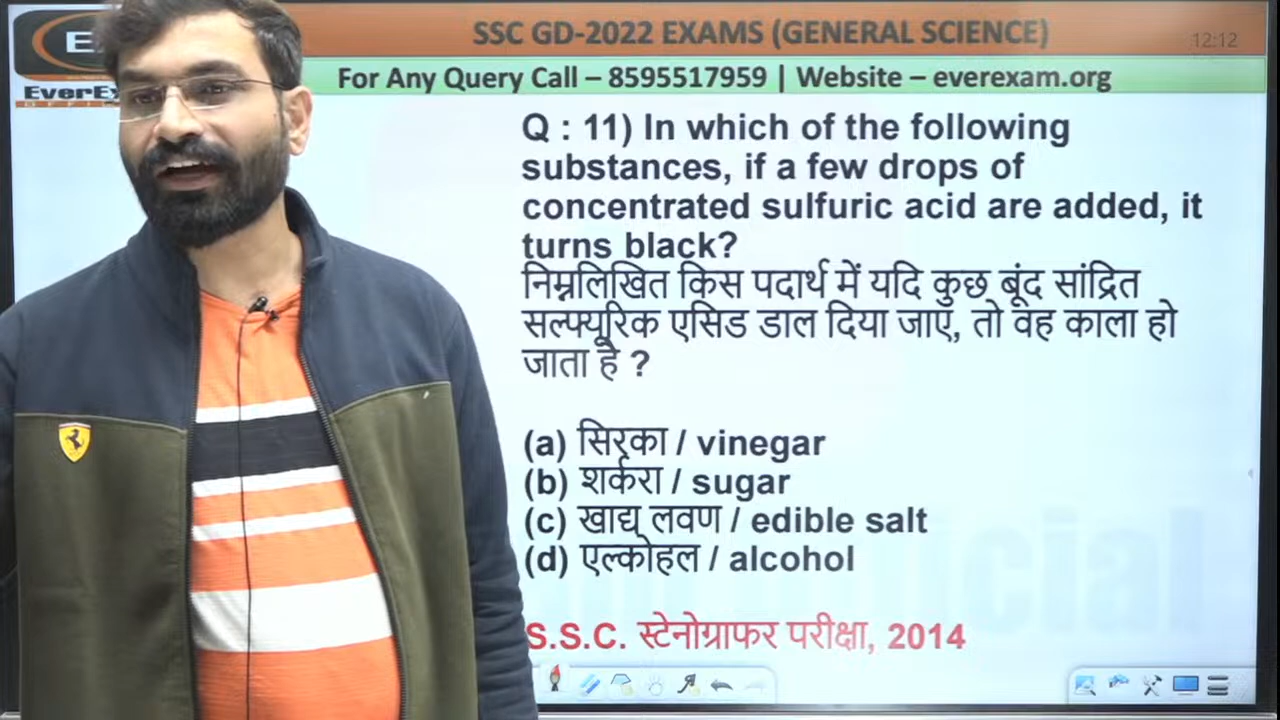 SSC GD-2022 EXAMS (GENERAL SCIENCE)
12:12
For Any Query Call – 8595517959 | Website – everexam.org
Q : 11) In which of the following
substances, if a few drops of
concentrated sulfuric acid are added, it
turns black?
निम्नलिखित किस पदार्थ में यदि कुछ बूंद सांद्रित
सल्फ्यूरिक एसिड डाल दिया जाए, तो वह काला हो
जाता है ?
(a) सिरका / vinegar
(b) शर्करा / sugar
(c) खाद्य लवण / edible salt
(d) एल्कोहल / alcohol
S.S.C. स्टेनोग्राफर परीक्षा, 2014